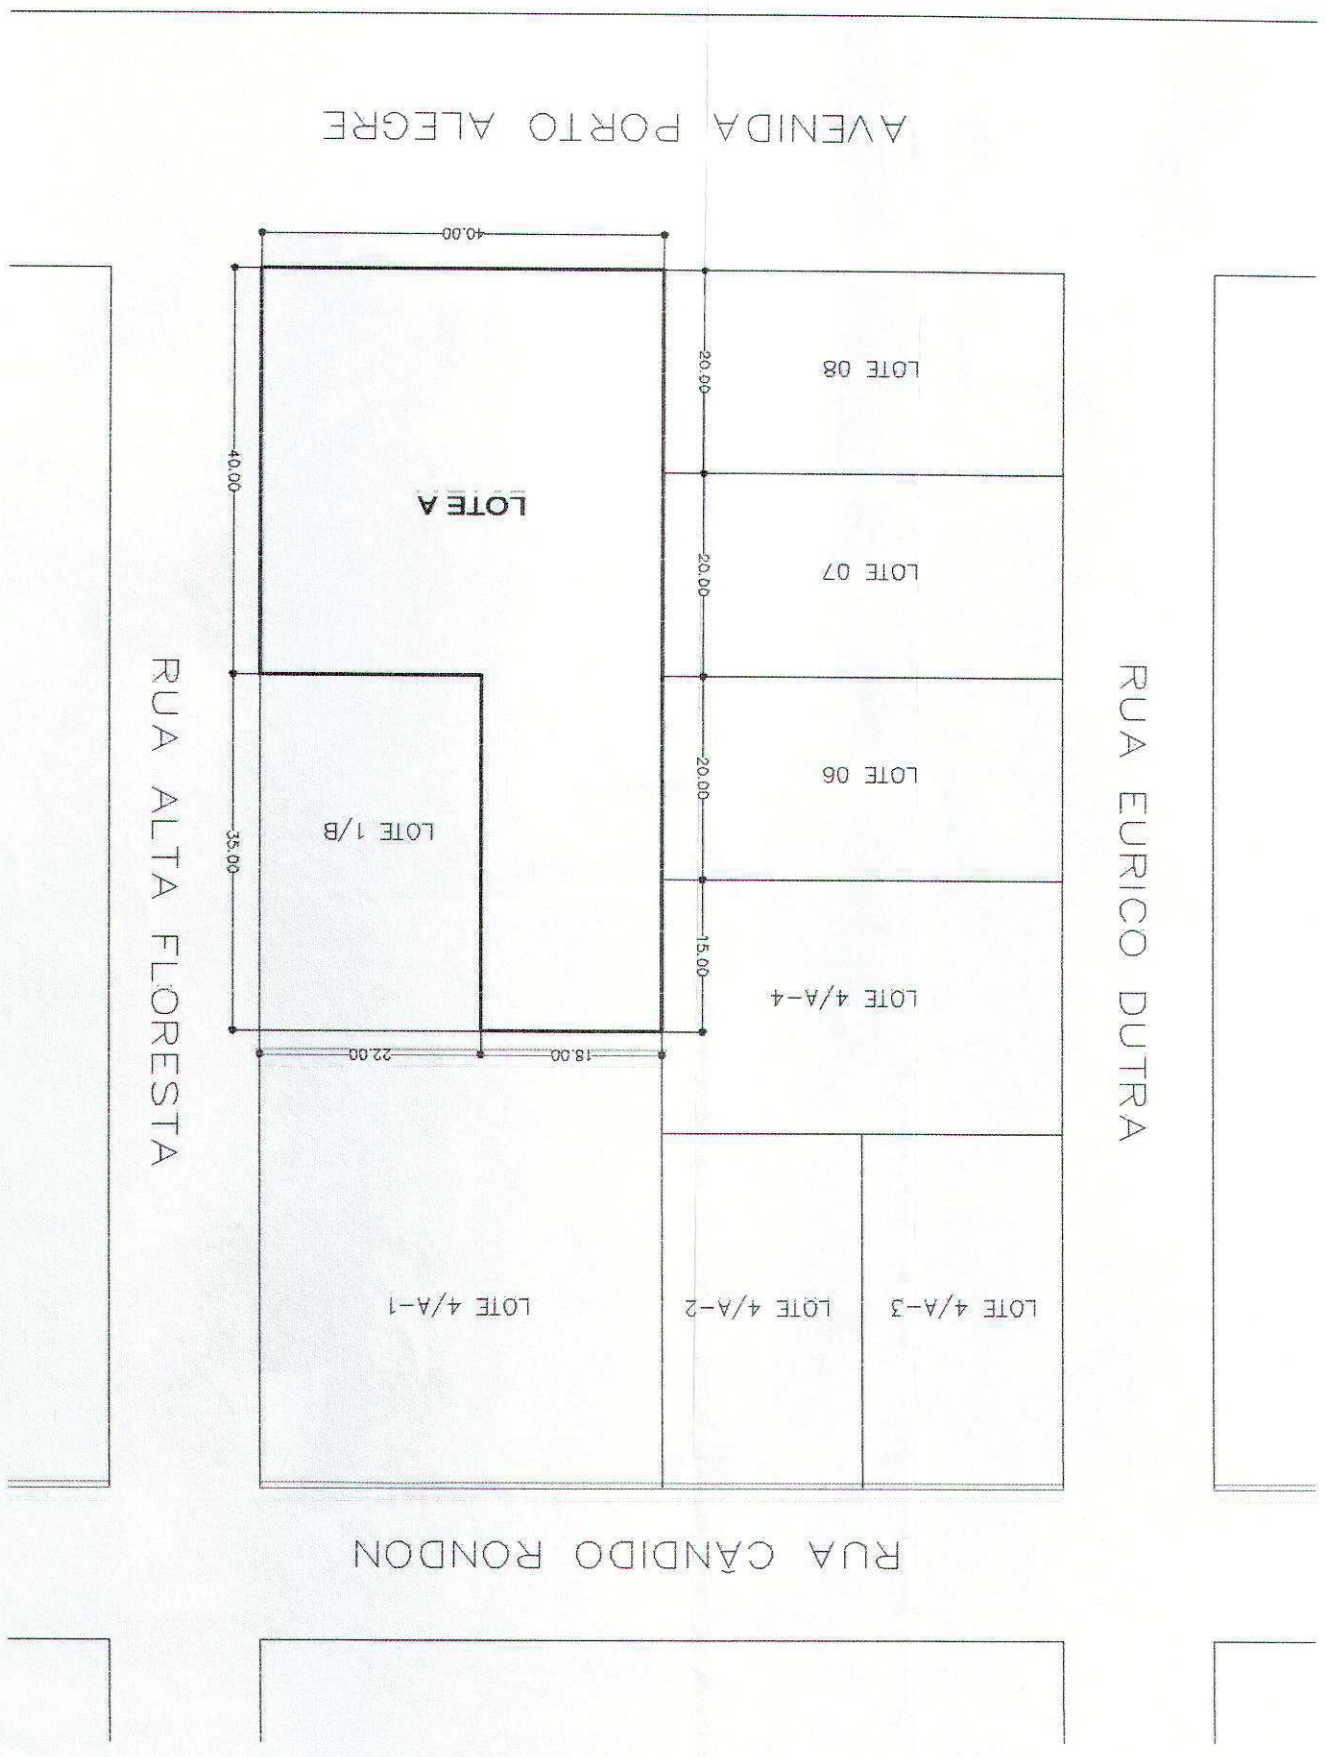 RUA CÂNDIDO RONDON
LOTE 4/A-3
LOTE 4/A-2
LOTE 4/A-1
18.00
22.00
LOTE 4/A-4
15.00
LOTE 1/B
35.00
LOTE 06
20.00
RUA EURICO DUTRA
RUA ALTA FLORESTA
LOTE 07
20.00
LOTE A
40.00
LOTE 08
20.00
40.00
AVENIDA PORTO ALEGRE